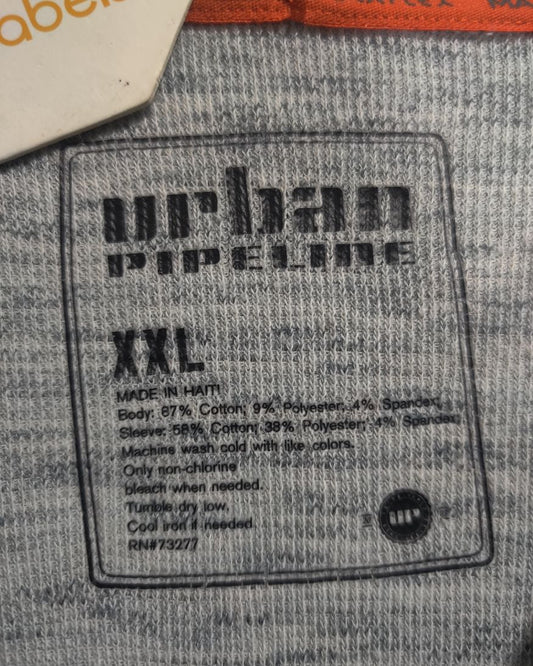 abel
urban
PIPELINE
XXL
MADE IN HAITI
Body: 87% Cotton; 9% Polyester; 4% Spandex;
Sleeve: 58% Cotton; 38% Polyester; 4% Spandex;
Machine wash cold with like colors.
Only non-chlorine
bleach when needed.
Tumble dry low.
Cool iron if needed.
RN#73277
UP